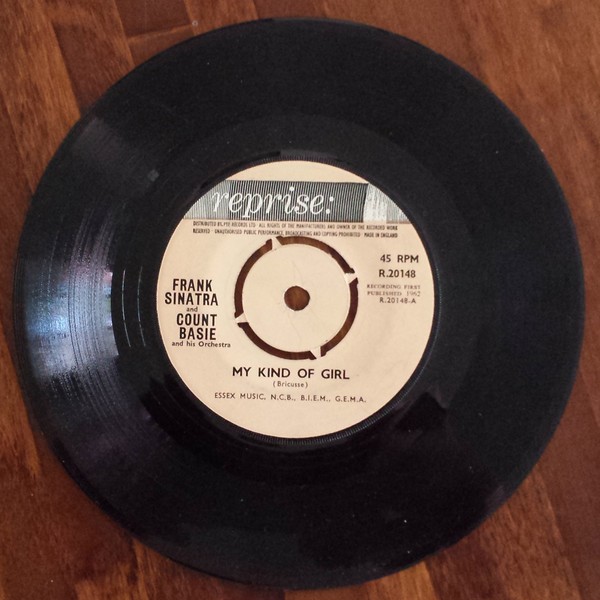 reprise:
DISTRIBUTED BY PYE RECORDS LTD · ALL RIGHTS OF THE MANUFACTURERS AND OWNER OF THE RECORDED WORK
RESERVED · UNAUTHORISED PUBLIC PERFORMANCE, BROADCASTING AND COPYING PROHIBITED · MADE IN ENGLAND
45 RPM
R.20148
RECORDING FIRST
PUBLISHED 1962
R.20148-A
FRANK
SINATRA
and
COUNT
BASIE
and his Orchestra
MY KIND OF GIRL
(Bricusse)
ESSEX MUSIC, N.C.B., B.I.E.M., G.E.M.A.